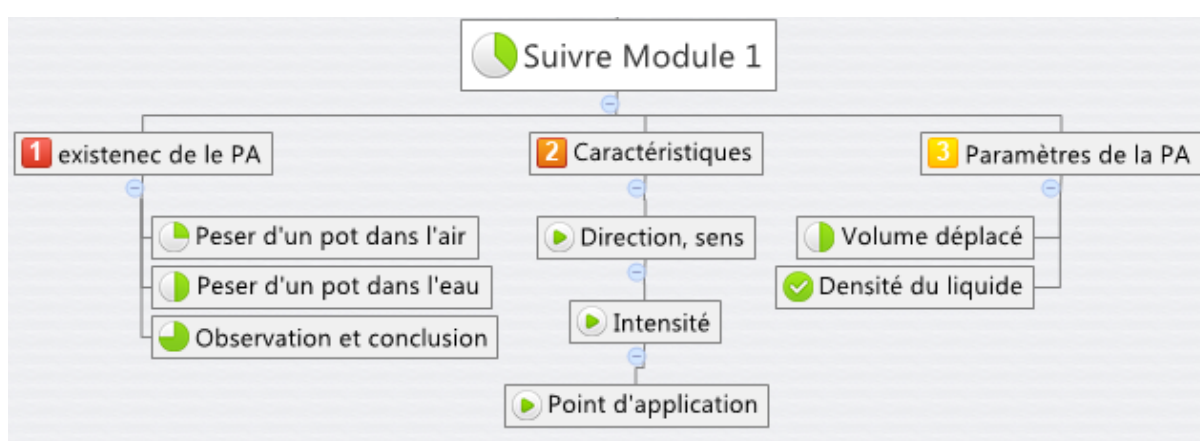 Suivre Module 1
1 existenec de le PA
2 Caractéristiques
3 Paramètres de la PA
Peser d'un pot dans l'air
Peser d'un pot dans l'eau
Observation et conclusion
Direction, sens
Intensité
Point d'application
Volume déplacé
Densité du liquide